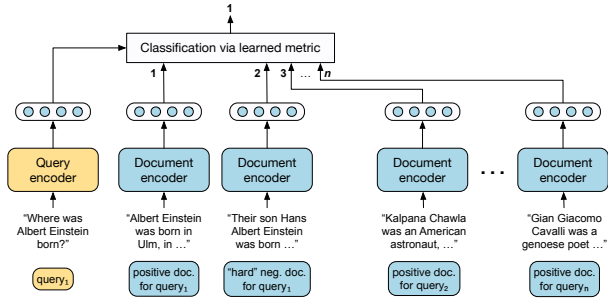 1
Classification via learned metric
1
2
3
...
n
Query
encoder
Document
encoder
Document
encoder
Document
encoder
...
Document
encoder
“Where was
Albert Einstein
born?”
“Albert Einstein
was born in
Ulm, in ...”
“Their son Hans
Albert Einstein
was born ...”
“Kalpana Chawla
was an American
astronaut, ...”
“Gian Giacomo
Cavalli was a
genoese poet ...”
query1
positive doc.
for query1
“hard” neg. doc.
for query1
positive doc.
for query2
positive doc.
for queryn